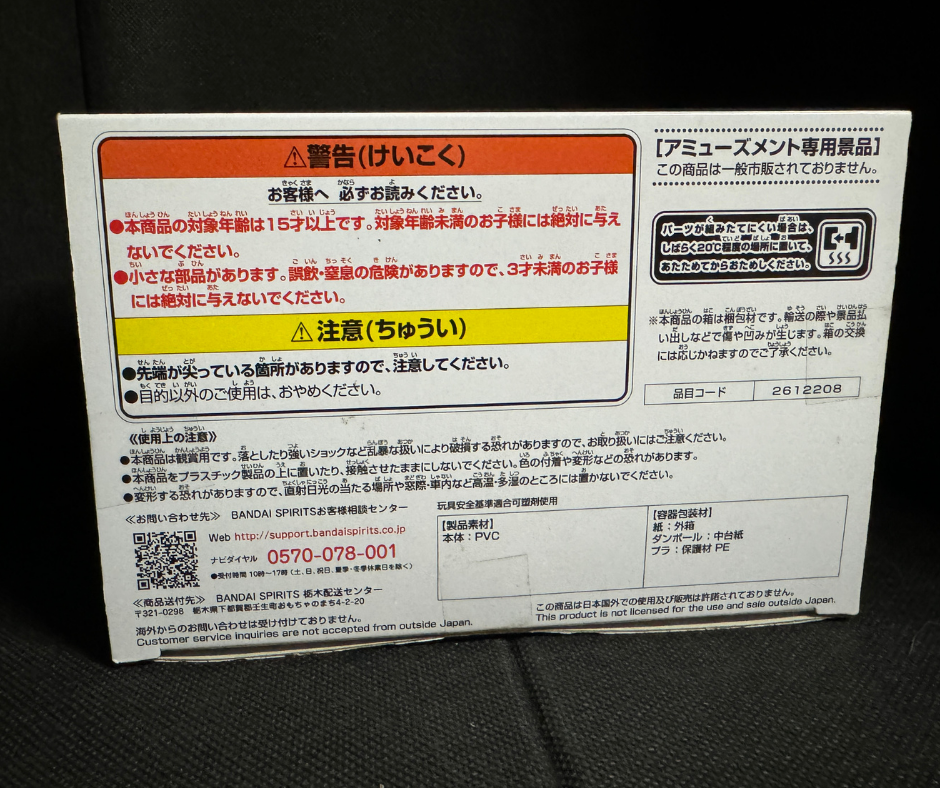 ⚠警告(けいこく)
お客様へ 必ずお読みください。
●本商品の対象年齢は15才以上です。対象年齢未満のお子様には絶対に与え
ないでください。
●小さな部品があります。誤飲・窒息の危険がありますので、3才未満のお子様
には絶対に与えないでください。
⚠注意(ちゅうい)
●先端が尖っている箇所がありますので、注意してください。
●目的以外のご使用は、おやめください。
[アミューズメント専用景品]
この商品は一般市販されておりません。
パーツが組みたてにくい場合は、
しばらく20℃程度の場所に置いて、
あたためてからおためしください。
※本商品の箱は梱包材です。輸送の際や景品払
い出しなどで傷や凹みが生じます。箱の交換
には応じかねますのでご了承ください。
品目コード 2612208
《使用上の注意》
●本商品は観賞用です。落としたり強いショックなど乱暴な扱いにより破損する恐れがありますので、お取り扱いにはご注意ください。
●本商品をプラスチック製品の上に置いたり、接触させたままにしないでください。色の付着や変形などの恐れがあります。
●変形する恐れがありますので、直射日光の当たる場所や窓際・車内など高温・多湿のところには置かないでください。
≪お問い合わせ先≫ BANDAI SPIRITSお客様相談センター
Web http://support.bandaispirits.co.jp
ナビダイヤル 0570-078-001
●受付時間 10時〜17時(土、日、祝日、夏季・冬季休業日を除く)
≪商品送付先≫ BANDAI SPIRITS 栃木配送センター
〒321-0298 栃木県下都賀郡壬生町おもちゃのまち4-2-20
海外からのお問い合わせは受け付けておりません。
Customer service inquiries are not accepted from outside Japan.
玩具安全基準適合可塑剤使用
【製品素材】
本体：PVC
【容器包装材】
紙：外箱
ダンボール：中台紙
プラ：保護材 PE
この商品は日本国外での使用及び販売は許諾されておりません。
This product is not licensed for the use and sale outside Japan.